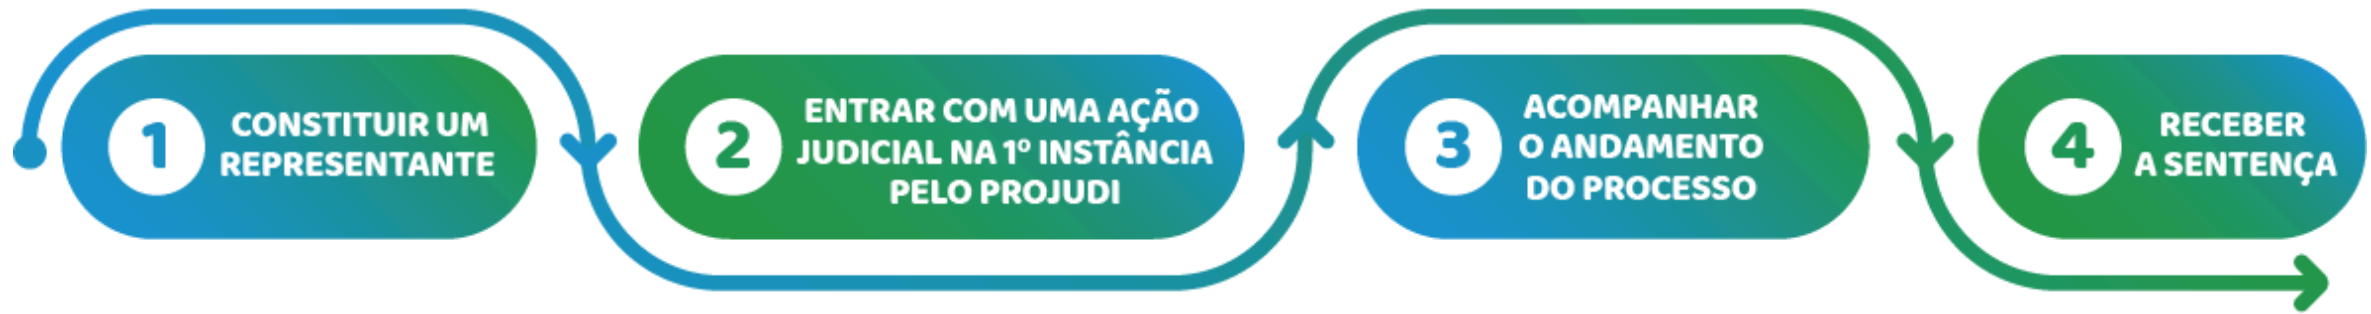 1
CONSTITUIR UM
REPRESENTANTE
2
ENTRAR COM UMA AÇÃO
JUDICIAL NA 1º INSTÂNCIA
PELO PROJUDI
3
ACOMPANHAR
O ANDAMENTO
DO PROCESSO
4
RECEBER
A SENTENÇA